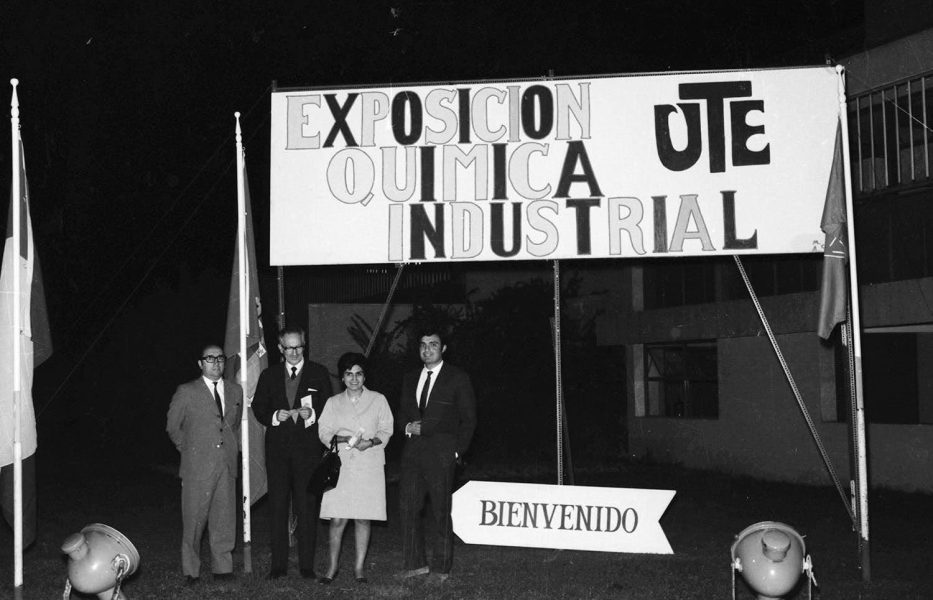 EXPOSICION
UTE
QUIMICA
INDUSTRIAL
BIENVENIDO